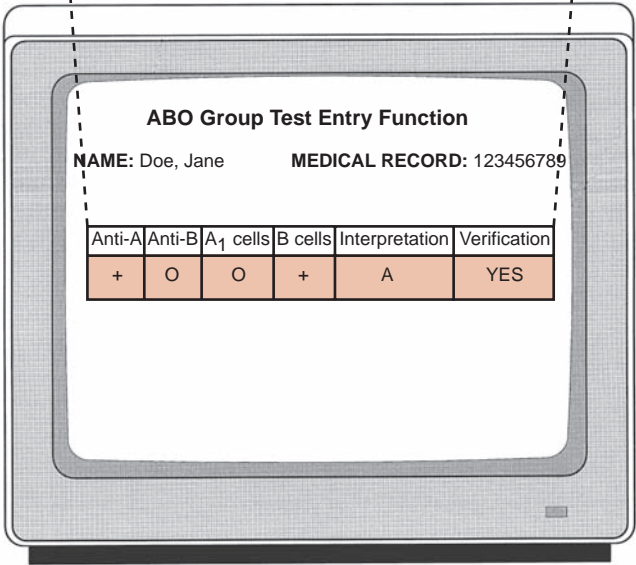 ABO Group Test Entry Function
NAME: Doe, Jane MEDICAL RECORD: 123456789
Anti-A Anti-B A1 cells B cells Interpretation Verification
+ O O + A YES